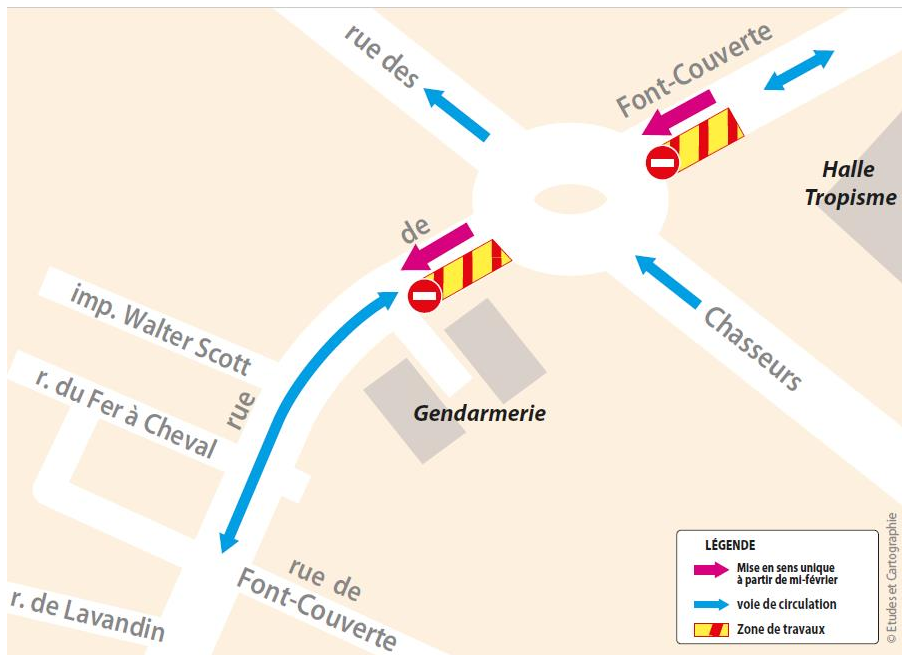 rue des
Font-Couverte
Halle
Tropisme
de
imp. Walter Scott
Chasseurs
r. du Fer à Cheval
rue
Gendarmerie
rue de
Font-Couverte
r. de Lavandin
LÉGENDE
Mise en sens unique
à partir de mi-février
voie de circulation
Zone de travaux
© Etudes et Cartographie